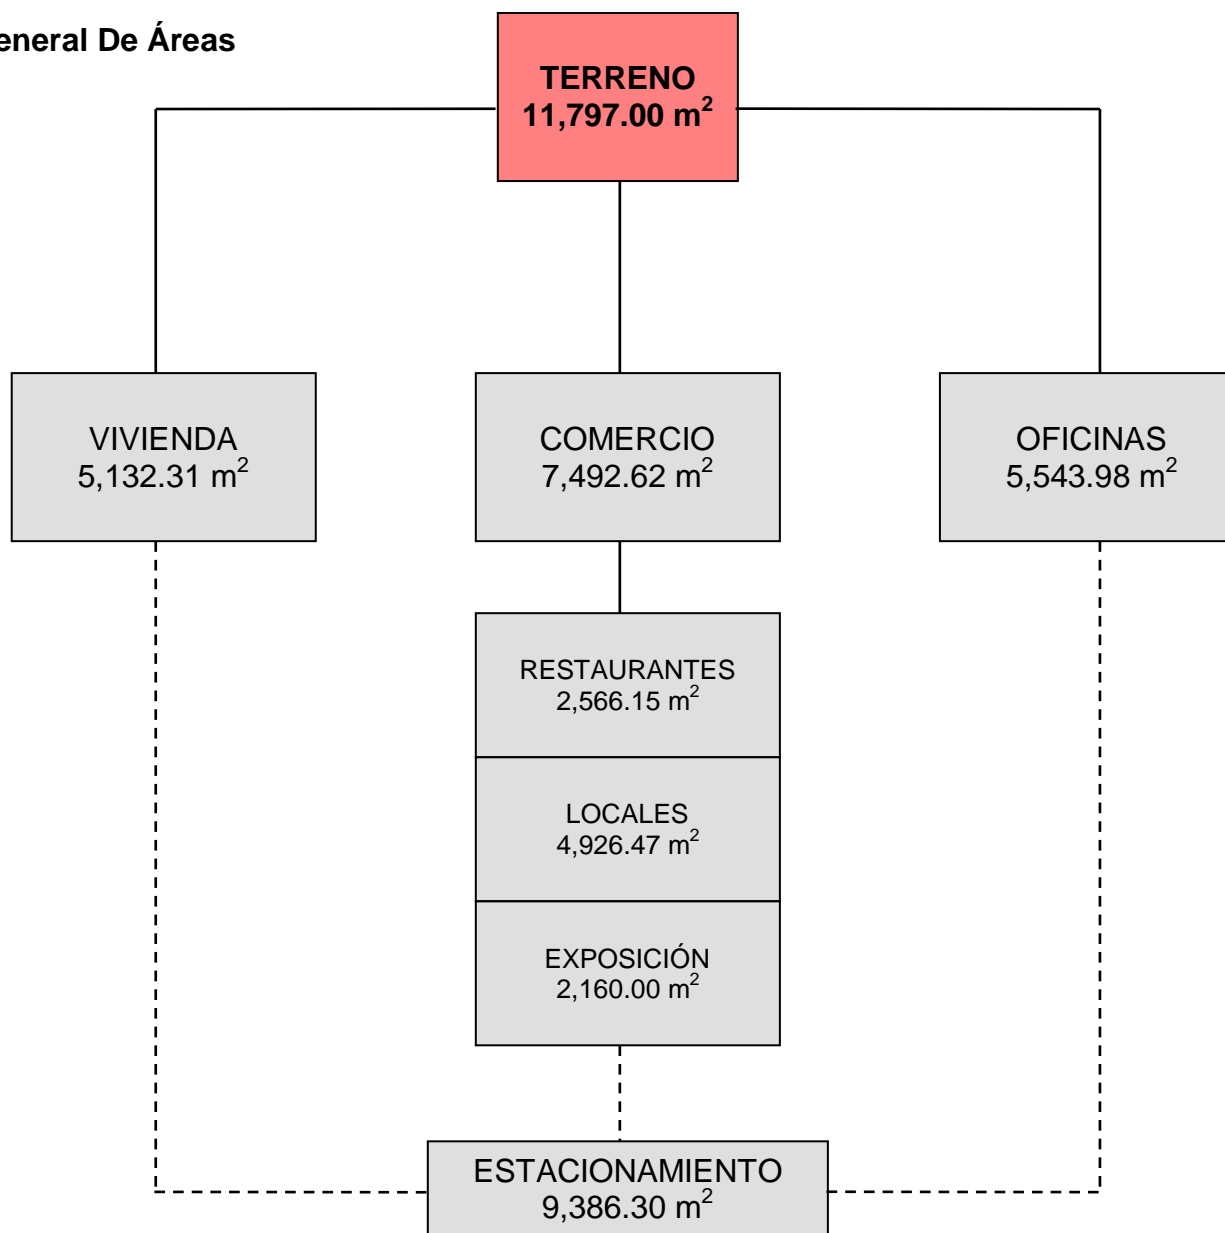 eneral De Áreas
TERRENO
11,797.00 m²
VIVIENDA
5,132.31 m²
COMERCIO
7,492.62 m²
OFICINAS
5,543.98 m²
RESTAURANTES
2,566.15 m²
LOCALES
4,926.47 m²
EXPOSICIÓN
2,160.00 m²
ESTACIONAMIENTO
9,386.30 m²